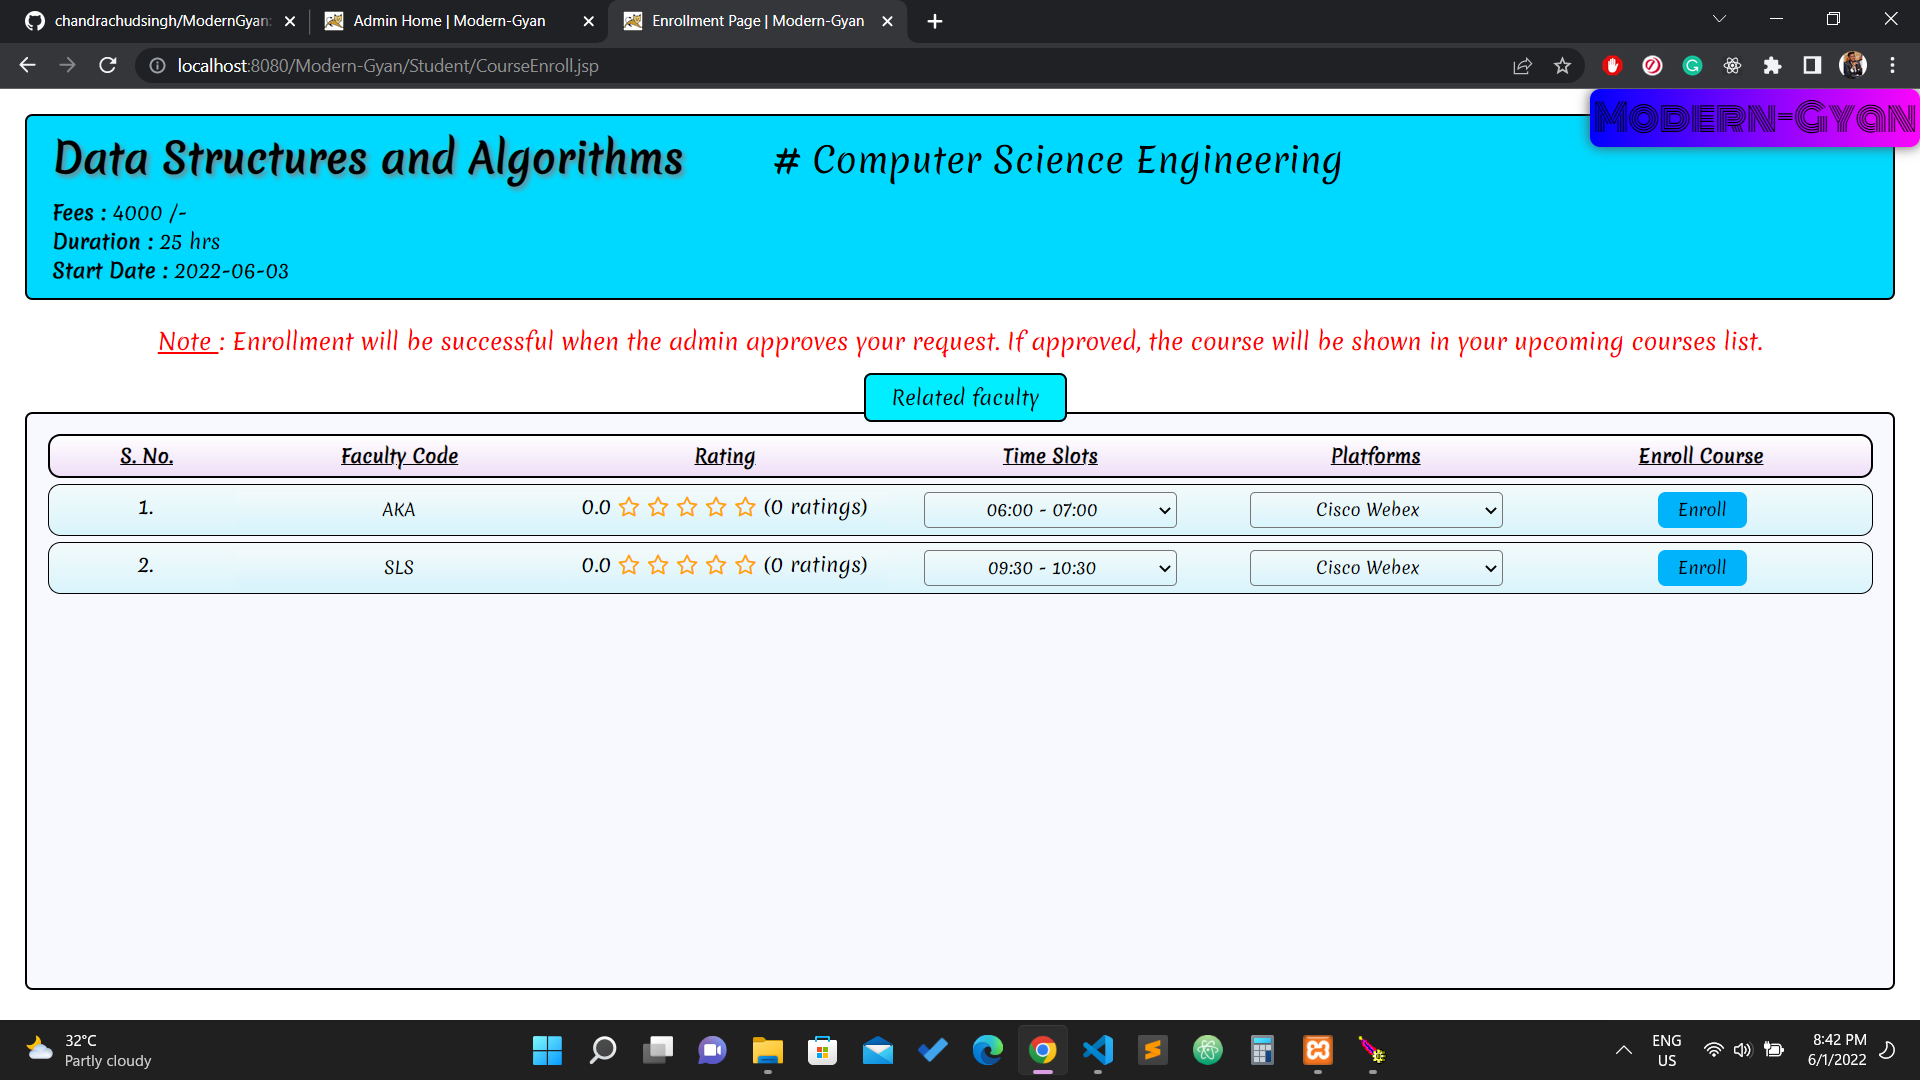 chandrachudsingh/ModernGyan:
Admin Home | Modern-Gyan
Enrollment Page | Modern-Gyan
localhost:8080/Modern-Gyan/Student/CourseEnroll.jsp
Modern-Gyan
Data Structures and Algorithms # Computer Science Engineering
Fees : 4000 /-
Duration : 25 hrs
Start Date : 2022-06-03
Note : Enrollment will be successful when the admin approves your request. If approved, the course will be shown in your upcoming courses list.
Related faculty
S. No. Faculty Code Rating Time Slots Platforms Enroll Course
1. AKA 0.0 (0 ratings) 06:00 - 07:00 Cisco Webex Enroll
2. SLS 0.0 (0 ratings) 09:30 - 10:30 Cisco Webex Enroll
32°C
Partly cloudy
ENG
US
8:42 PM
6/1/2022